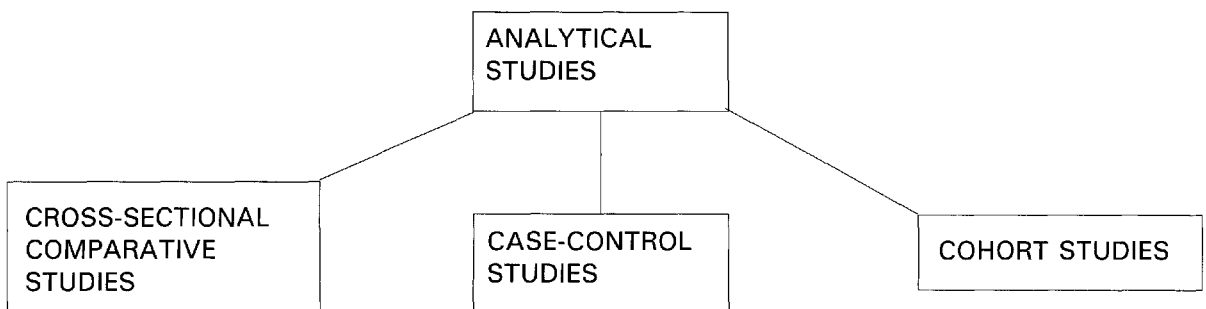 ANALYTICAL
STUDIES
CROSS-SECTIONAL
COMPARATIVE
STUDIES
CASE-CONTROL
STUDIES
COHORT STUDIES